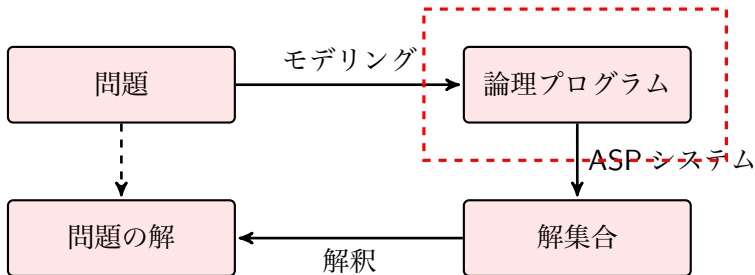 モデリング
問題
論理プログラム
ASP システム
問題の解
解集合
解釈